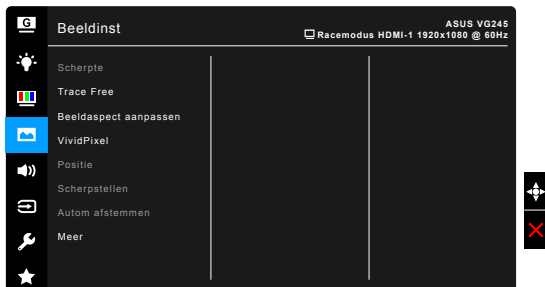 G
Beeldinst
ASUS VG245
Racemodus HDMI-1 1920x1080 @ 60Hz
Scherpte
Trace Free
Beeldaspect aanpassen
VividPixel
Positie
Scherpstellen
Autom afstemmen
Meer